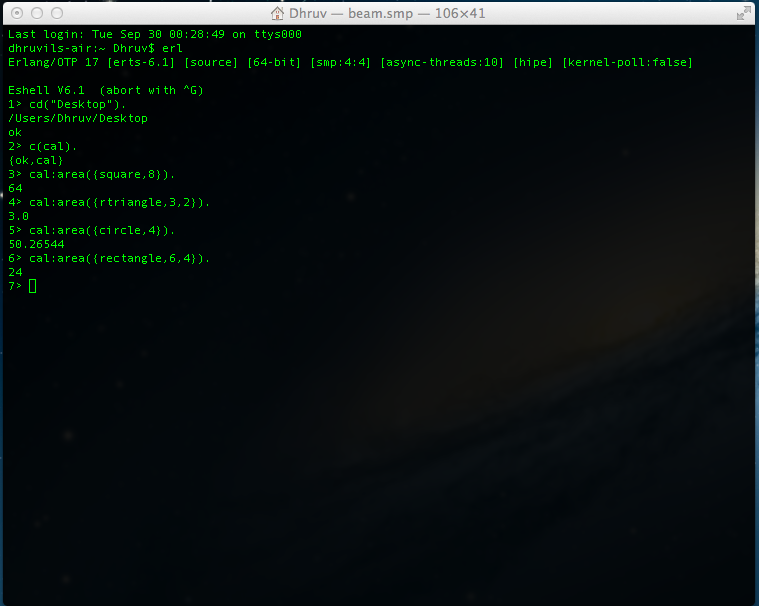 Dhruv — beam.smp — 106×41
Last login: Tue Sep 30 00:28:49 on ttys000
dhruvils-air:~ Dhruv$ erl
Erlang/OTP 17 [erts-6.1] [source] [64-bit] [smp:4:4] [async-threads:10] [hipe] [kernel-poll:false]
Eshell V6.1  (abort with ^G)
1> cd("Desktop").
/Users/Dhruv/Desktop
ok
2> c(cal).
{ok,cal}
3> cal:area({square,8}).
64
4> cal:area({rtriangle,3,2}).
3.0
5> cal:area({circle,4}).
50.26544
6> cal:area({rectangle,6,4}).
24
7>